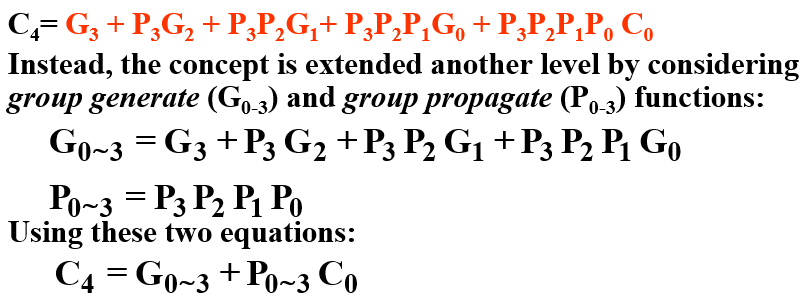 C₄= G₃ + P₃G₂ + P₃P₂G₁+ P₃P₂P₁G₀ + P₃P₂P₁P₀ C₀
Instead, the concept is extended another level by considering
group generate (G₀₋₃) and group propagate (P₀₋₃) functions:
G₀~₃ = G₃ + P₃ G₂ + P₃ P₂ G₁ + P₃ P₂ P₁ G₀
P₀~₃ = P₃ P₂ P₁ P₀
Using these two equations:
C₄ = G₀~₃ + P₀~₃ C₀